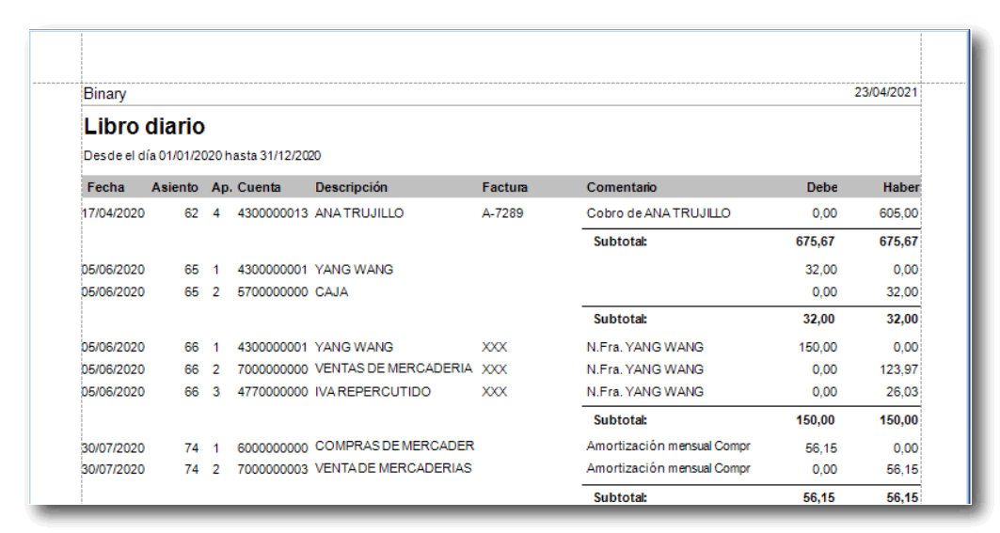 Binary 23/04/2021
Libro diario
Desde el día 01/01/2020 hasta 31/12/2020
Fecha Asiento Ap. Cuenta Descripción Factura Comentario Debe Haber
17/04/2020 62 4 4300000013 ANA TRUJILLO A-7289 Cobro de ANA TRUJILLO 0,00 605,00
Subtotal: 675,67 675,67
05/06/2020 65 1 4300000001 YANG WANG 32,00 0,00
05/06/2020 65 2 5700000000 CAJA 0,00 32,00
Subtotal: 32,00 32,00
05/06/2020 66 1 4300000001 YANG WANG XXX N.Fra. YANG WANG 150,00 0,00
05/06/2020 66 2 7000000000 VENTAS DE MERCADERIA XXX N.Fra. YANG WANG 0,00 123,97
05/06/2020 66 3 4770000000 IVA REPERCUTIDO XXX N.Fra. YANG WANG 0,00 26,03
Subtotal: 150,00 150,00
30/07/2020 74 1 6000000000 COMPRAS DE MERCADER Amortización mensual Compr 56,15 0,00
30/07/2020 74 2 7000000003 VENTA DE MERCADERIAS Amortización mensual Compr 0,00 56,15
Subtotal: 56,15 56,15